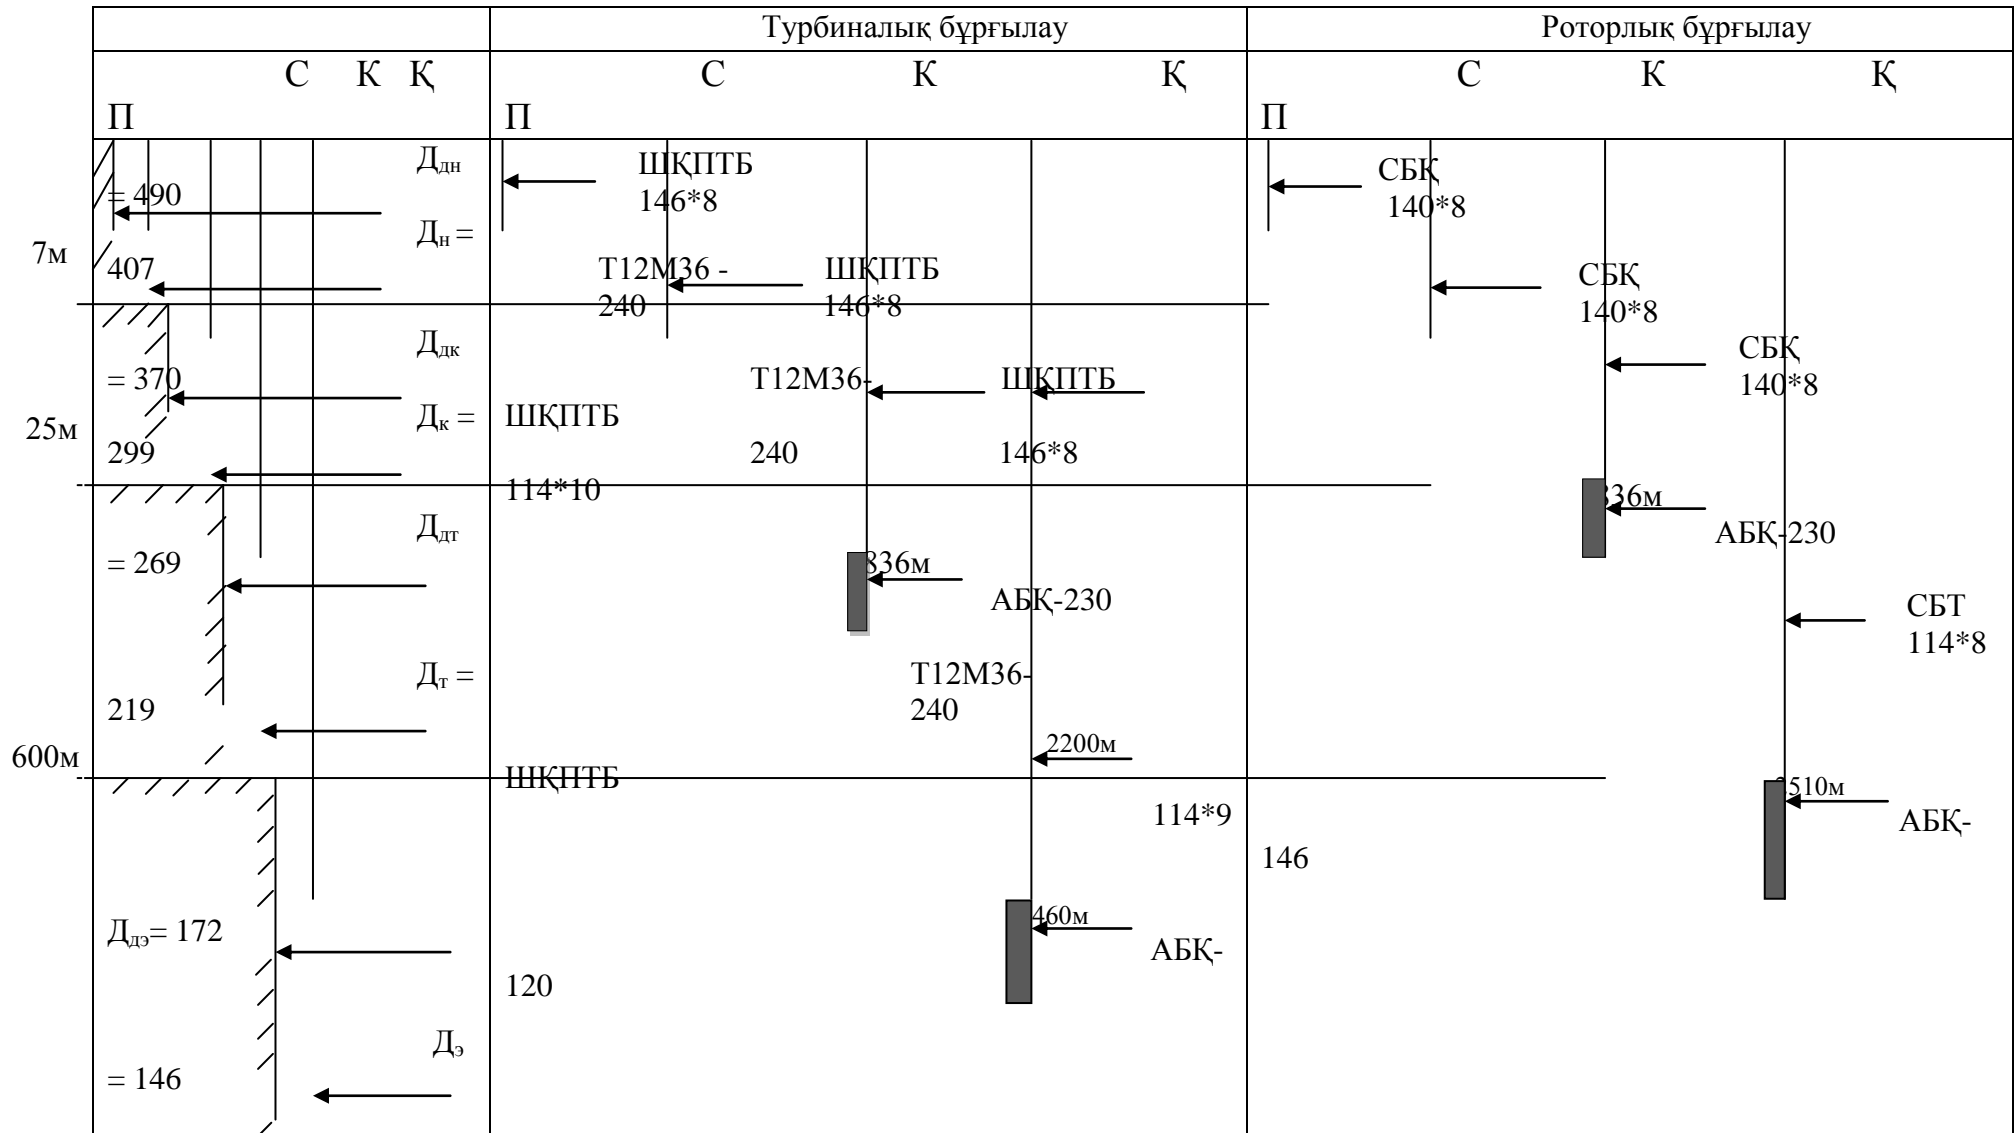 Турбиналық бұрғылау
Роторлық бұрғылау
С К Қ
П
С К Қ
П
С К Қ
П
7м
25м
600м
Ддн
= 490
Дн =
407
Ддк
= 370
Дк =
299
Ддт
= 269
Дт =
219
Ддэ= 172
Дэ
= 146
ШҚПТБ
146*8
Т12М36 -
240
ШҚПТБ
146*8
Т12М36-
240
ШҚПТБ
146*8
ШҚПТБ
114*10
836м
АБҚ-230
Т12М36-
240
2200м
ШҚПТБ
114*9
460м
АБҚ-
120
СБҚ
140*8
СБҚ
140*8
СБҚ
140*8
836м
АБҚ-230
СБТ
114*8
510м
АБҚ-
146